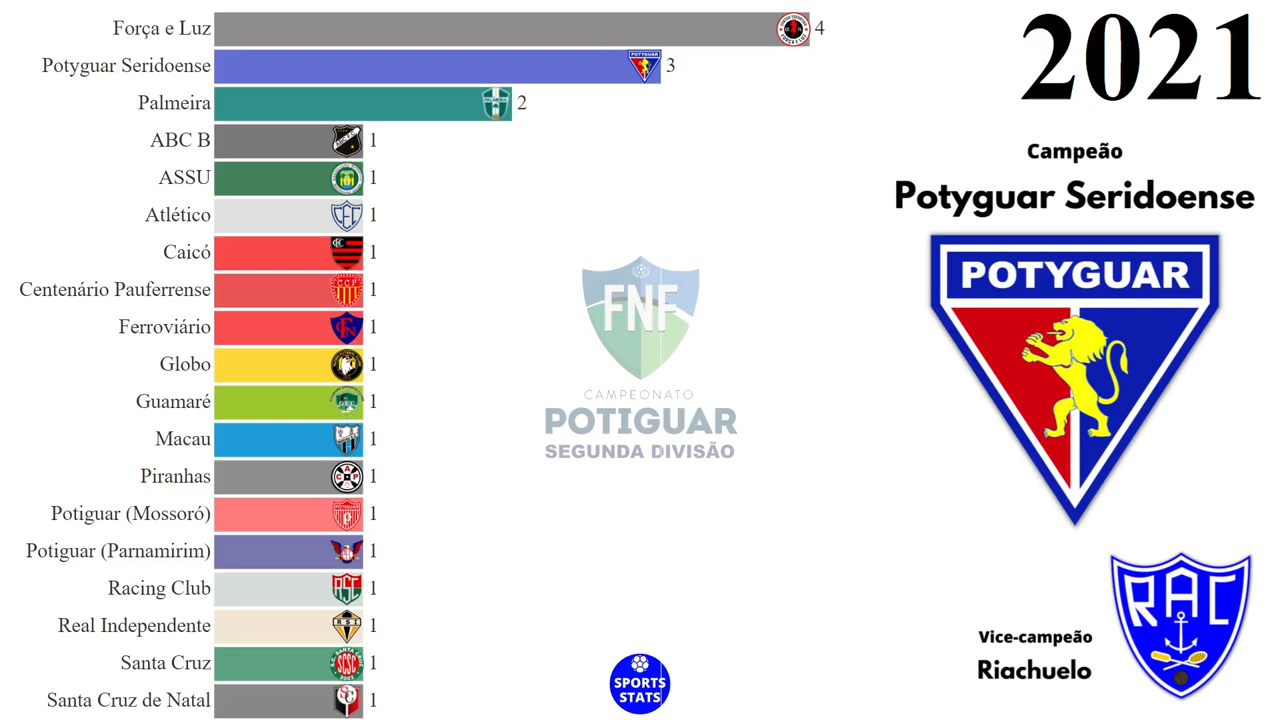 Força e Luz 4
Potyguar Seridoense 3
Palmeira 2
ABC B 1
ASSU 1
Atlético 1
Caicó 1
Centenário Pauferrense 1
Ferroviário 1
Globo 1
Guamaré 1
Macau 1
Piranhas 1
Potiguar (Mossoró) 1
Potiguar (Parnamirim) 1
Racing Club 1
Real Independente 1
Santa Cruz 1
Santa Cruz de Natal 1
FNF
CAMPEONATO
POTIGUAR
SEGUNDA DIVISÃO
SPORTS
STATS
2021
Campeão
Potyguar Seridoense
POTYGUAR
Vice-campeão
Riachuelo
RAC